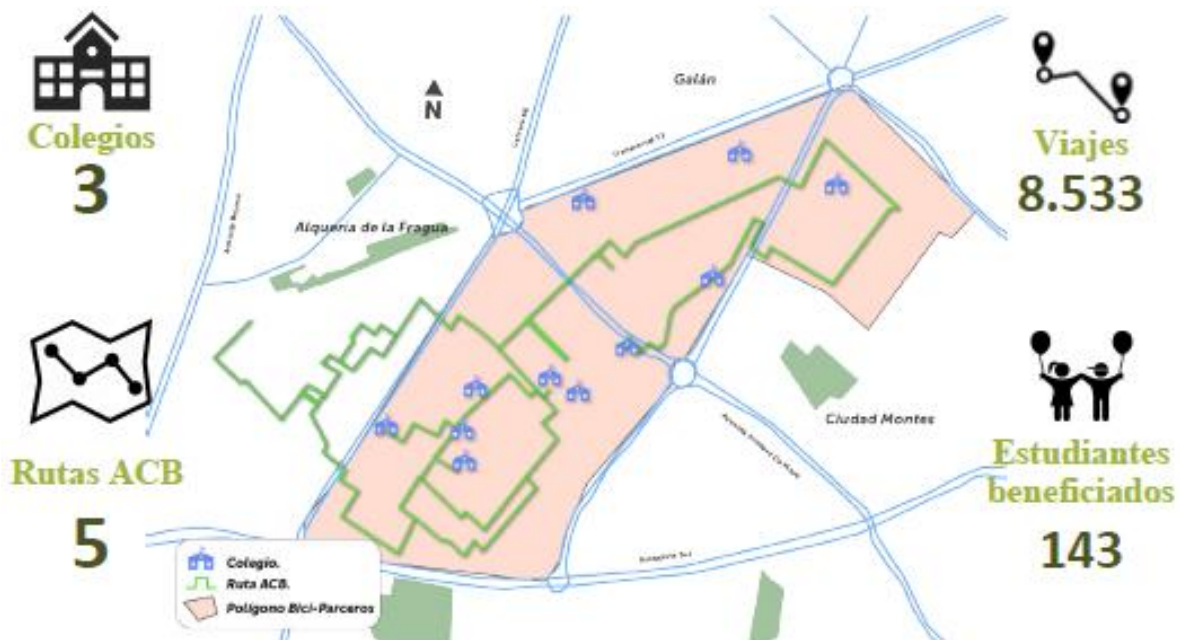 Colegios
3
Rutas ACB
5
N
Galán
Alquería de la Fragua
Ciudad Montes
Colegio.
Ruta ACB.
Polígono Bici-Parceros
Viajes
8.533
Estudiantes
beneficiados
143